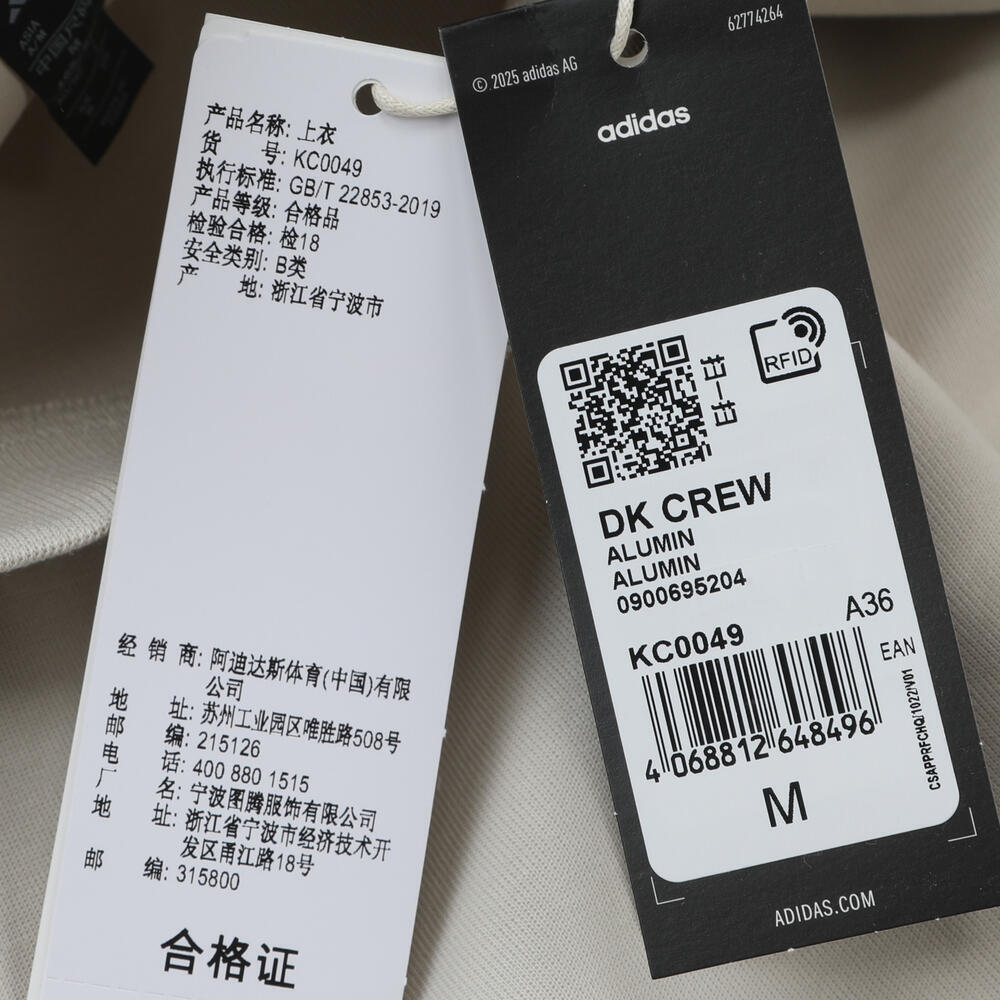 产品名称: 上衣
货 号: KC0049
执行标准: GB/T 22853-2019
产品等级: 合格品
检验合格: 检18
安全类别: B类
产 地: 浙江省宁波市
经 销 商: 阿迪达斯体育(中国)有限
公司
地 址: 苏州工业园区唯胜路508号
邮 编: 215126
电 话: 400 880 1515
厂 名: 宁波图腾服饰有限公司
地 址: 浙江省宁波市经济技术开
发区甬江路18号
邮 编: 315800
合格证
62774264
© 2025 adidas AG
adidas
RFID
扫一扫
DK CREW
ALUMIN
ALUMIN
0900695204
KC0049
A36
EAN
4 068812 648496
CSAPPRFCHQ/1022/V01
M
ADIDAS.COM
ASIA
A/M